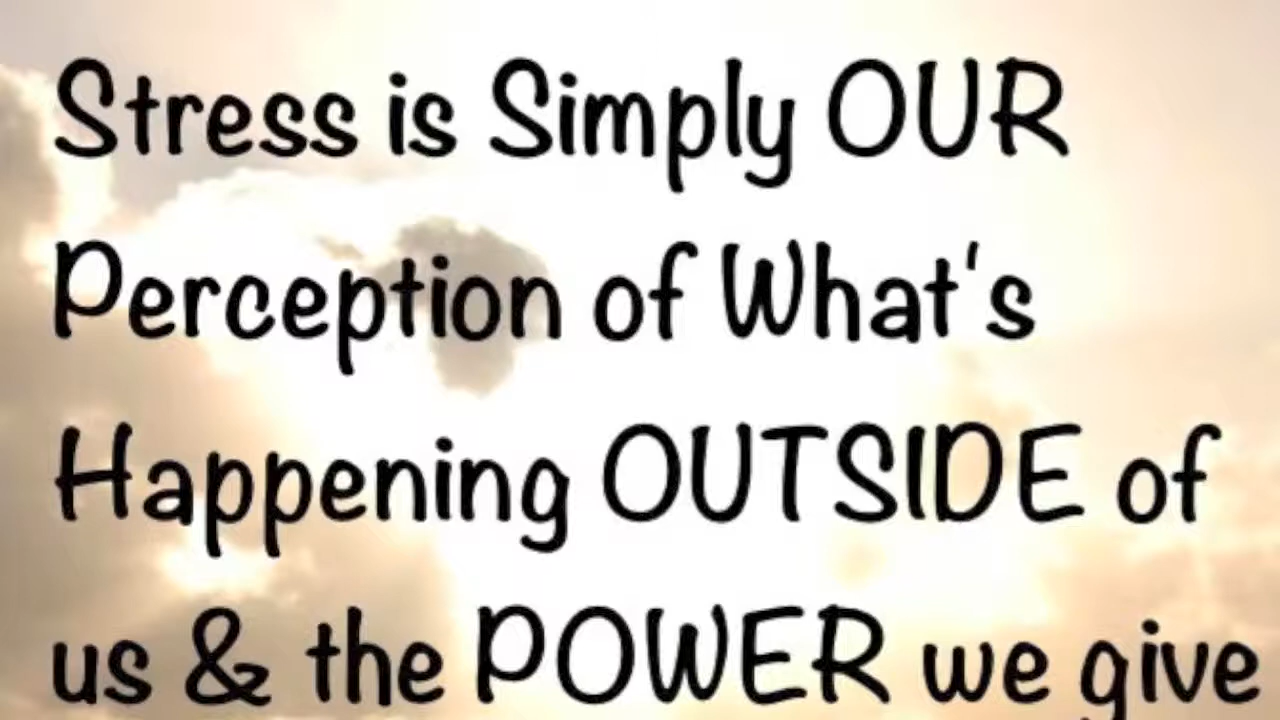 Stress is Simply OUR
Perception of What's
Happening OUTSIDE of
us & the POWER we give